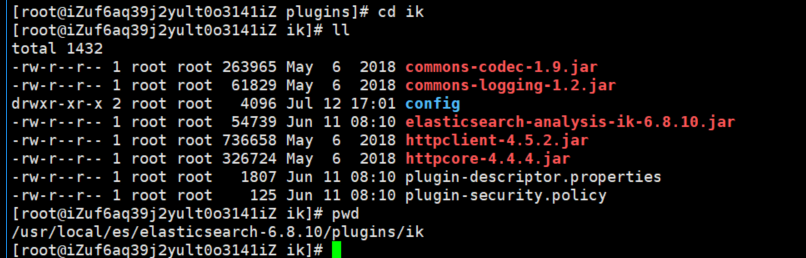 [root@iZuf6aq39j2yult0o3141iZ plugins]# cd ik
[root@iZuf6aq39j2yult0o3141iZ ik]# ll
total 1432
-rw-r--r-- 1 root root 263965 May  6  2018 commons-codec-1.9.jar
-rw-r--r-- 1 root root  61829 May  6  2018 commons-logging-1.2.jar
drwxr-xr-x 2 root root   4096 Jul 12 17:01 config
-rw-r--r-- 1 root root  54739 Jun 11 08:10 elasticsearch-analysis-ik-6.8.10.jar
-rw-r--r-- 1 root root 736658 May  6  2018 httpclient-4.5.2.jar
-rw-r--r-- 1 root root 326724 May  6  2018 httpcore-4.4.4.jar
-rw-r--r-- 1 root root   1807 Jun 11 08:10 plugin-descriptor.properties
-rw-r--r-- 1 root root    125 Jun 11 08:10 plugin-security.policy
[root@iZuf6aq39j2yult0o3141iZ ik]# pwd
/usr/local/es/elasticsearch-6.8.10/plugins/ik
[root@iZuf6aq39j2yult0o3141iZ ik]#